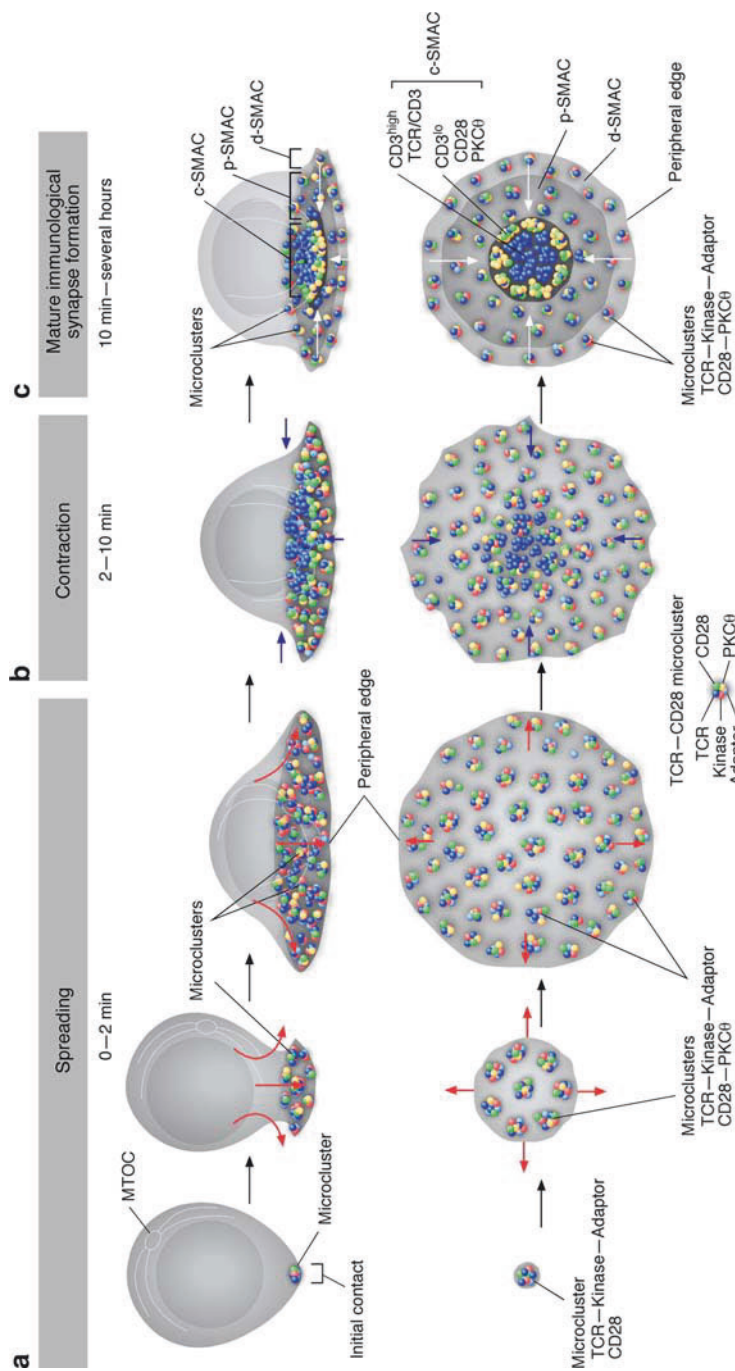 a
Spreading
0–2 min
b
Contraction
2–10 min
c
Mature immunological
synapse formation
10 min–several hours
MTOC
Microcluster
Initial contact
Microclusters
Peripheral edge
Microclusters
c-SMAC
p-SMAC
d-SMAC
Microcluster
TCR–Kinase–Adaptor
CD28
Microclusters
TCR–Kinase–Adaptor
CD28–PKCθ
TCR–CD28 microcluster
TCR
CD28
Kinase
PKCθ
Adaptor
Microclusters
TCR–Kinase–Adaptor
CD28–PKCθ
CD3high
TCR/CD3
CD3lo
CD28
PKCθ
c-SMAC
p-SMAC
d-SMAC
Peripheral edge